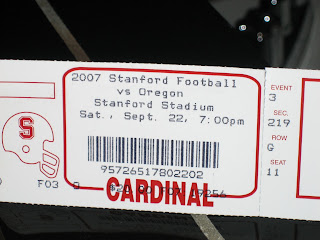 2007 Stanford Football
vs Oregon
Stanford Stadium
Sat., Sept. 22, 7:00pm
95726517802202
F03
CARDINAL
EVENT
3
SEC.
219
ROW
G
SEAT
11
S